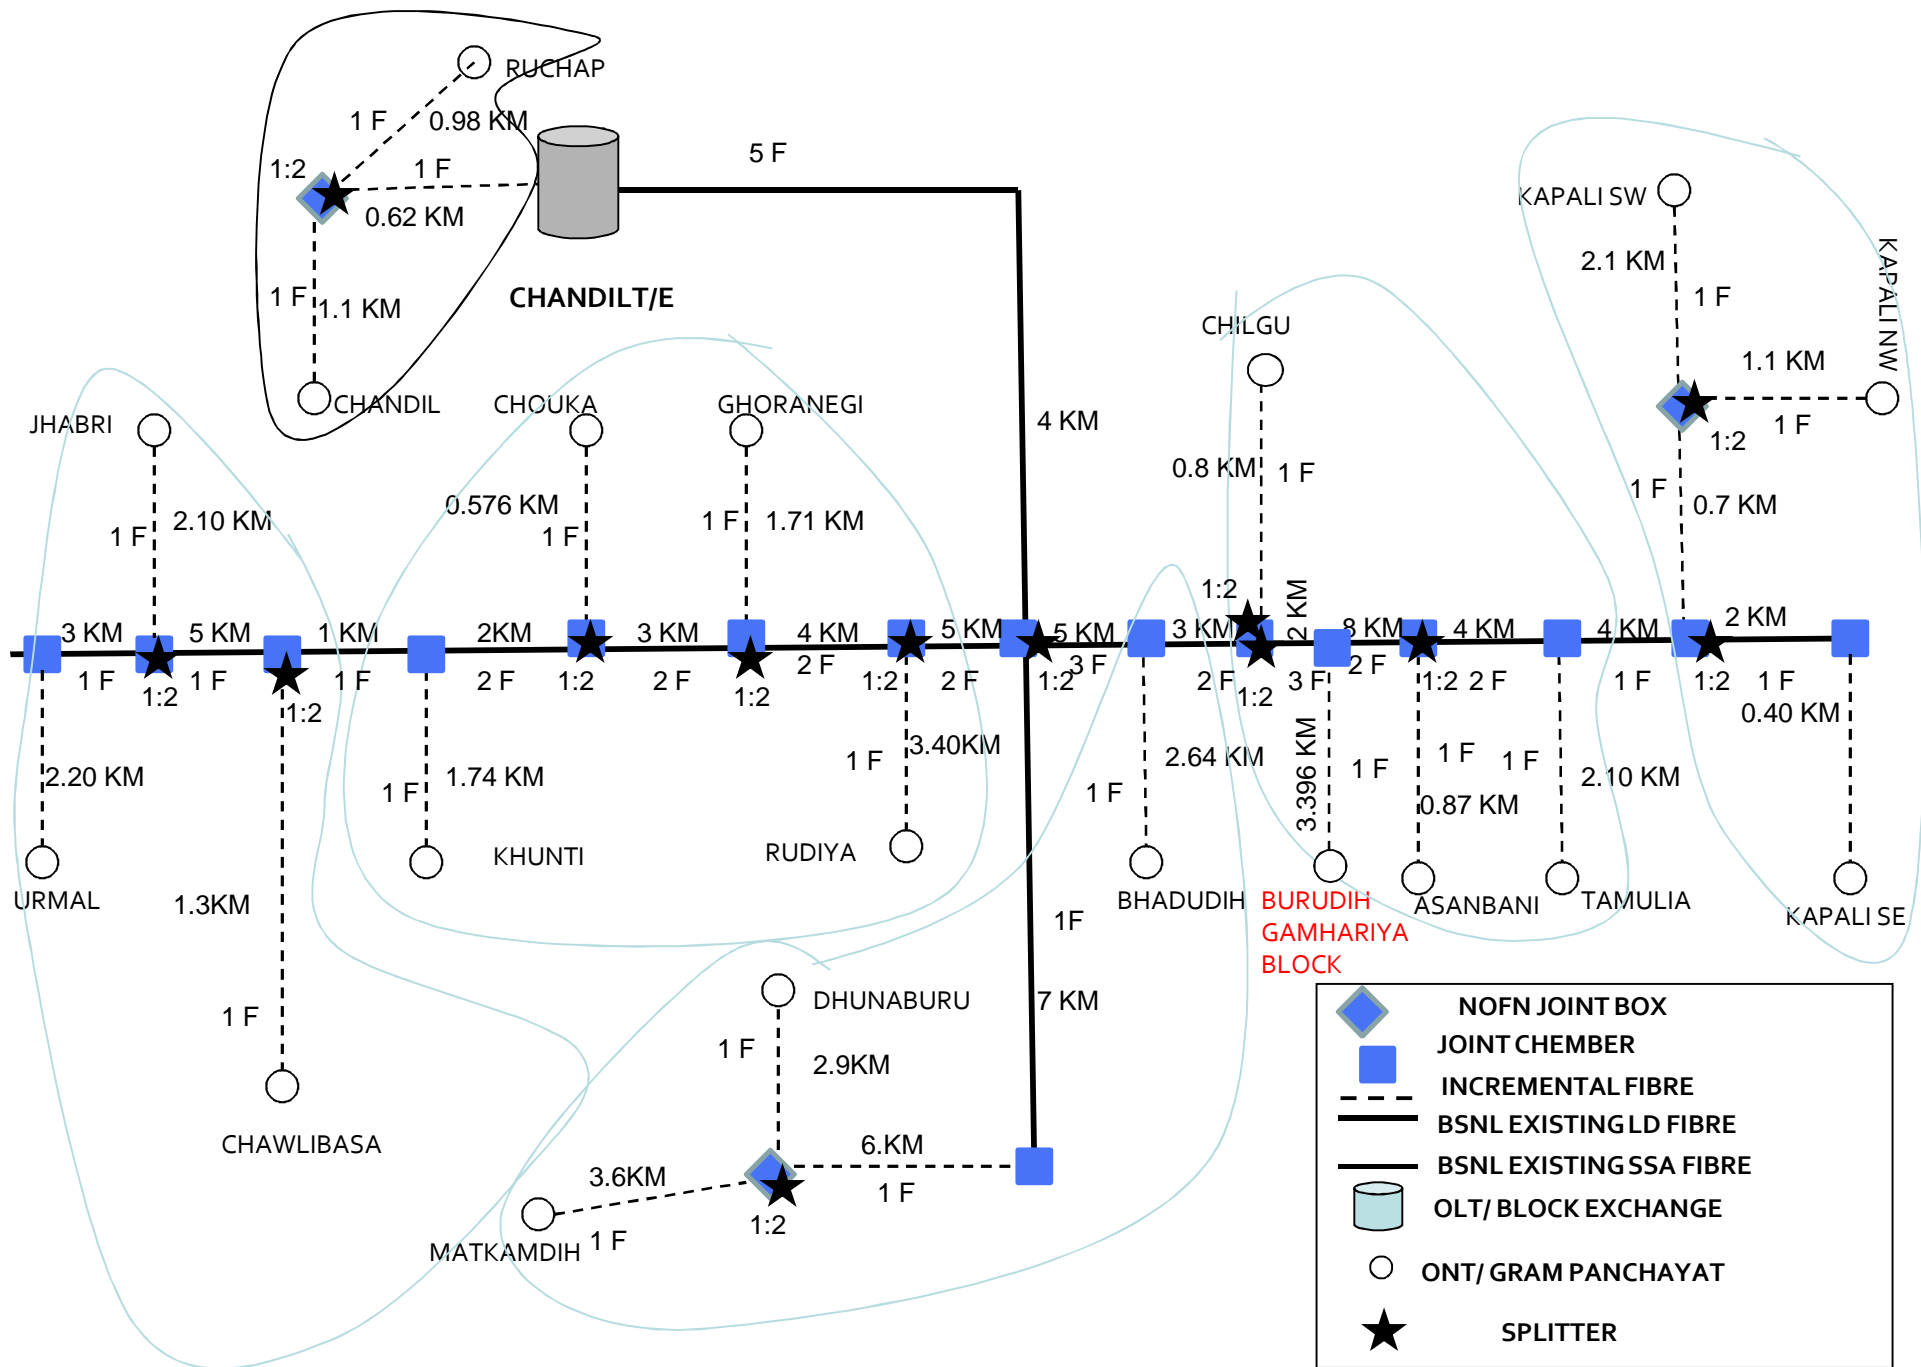 RUCHAP
1 F
0.98 KM
5 F
1:2
1 F
0.62 KM
KAPALI SW
2.1 KM
KAPALI NW
1 F
1.1 KM
CHANDILT/E
1 F
CHILGU
1.1 KM
1 F
CHANDIL
CHOUKA
GHORANEGI
4 KM
1:2
JHABRI
0.8 KM
1 F
1 F
0.7 KM
2.10 KM
1 F
0.576 KM
1 F
1 F
1.71 KM
1:2
2 KM
3 KM
5 KM
1 KM
2KM
3 KM
4 KM
5 KM
5 KM
3 KM
8 KM
4 KM
4 KM
2 KM
1 F
1:2
1 F
1:2
1 F
2 F
1:2
2 F
1:2
2 F
1:2
2 F
1:2
3 F
2 F
1:2
3 F
2 F
1:2
2 F
1 F
1:2
1 F
0.40 KM
2.20 KM
1 F
1.74 KM
1 F
3.40KM
1 F
2.64 KM
3.396 KM
1 F
1 F
0.87 KM
1 F
2.10 KM
URMAL
1.3KM
KHUNTI
RUDIYA
1F
BHADUDIH
BURUDIH
GAMHARIYA
BLOCK
ASANBANI
TAMULIA
KAPALI SE
1 F
DHUNABURU
7 KM
1 F
2.9KM
CHAWLIBASA
6.KM
1 F
3.6KM
1 F
1:2
MATKAMDIH
NOFN JOINT BOX
JOINT CHEMBER
INCREMENTAL FIBRE
BSNL EXISTING LD FIBRE
BSNL EXISTING SSA FIBRE
OLT/ BLOCK EXCHANGE
ONT/ GRAM PANCHAYAT
SPLITTER